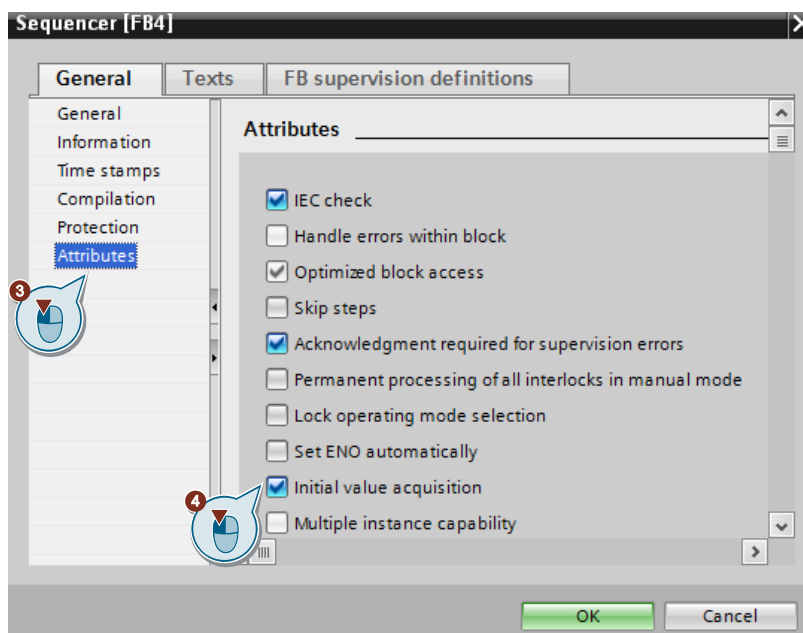 Sequencer [FB4]
General
Texts
FB supervision definitions
General
Information
Time stamps
Compilation
Protection
Attributes
3
Attributes
IEC check
Handle errors within block
Optimized block access
Skip steps
Acknowledgment required for supervision errors
Permanent processing of all interlocks in manual mode
Lock operating mode selection
Set ENO automatically
Initial value acquisition
4
Multiple instance capability
OK
Cancel